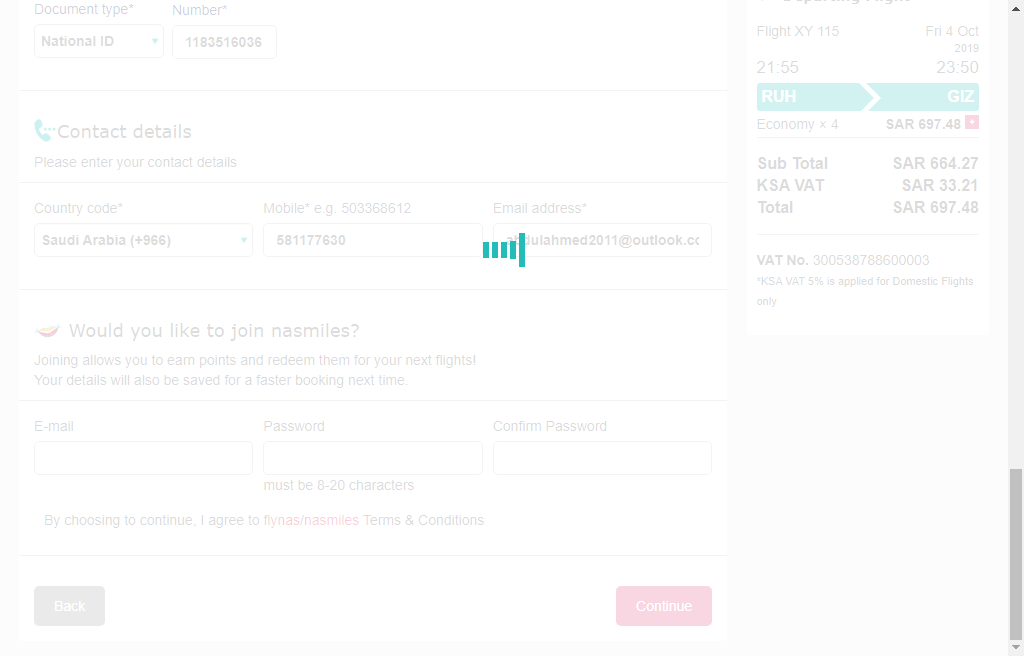 Document type*
Number*
National ID
1183516036
Contact details
Please enter your contact details
Country code*
Mobile* e.g. 503368612
Email address*
Saudi Arabia (+966)
581177630
abdulahmed2011@outlook.cc
Would you like to join nasmiles?
Joining allows you to earn points and redeem them for your next flights!
Your details will also be saved for a faster booking next time.
E-mail
Password
Confirm Password
must be 8-20 characters
By choosing to continue, I agree to flynas/nasmiles Terms & Conditions
Back
Continue
Departing Flight
Flight XY 115
Fri 4 Oct
2019
21:55
23:50
RUH
GIZ
Economy × 4
SAR 697.48 +
Sub Total
SAR 664.27
KSA VAT
SAR 33.21
Total
SAR 697.48
VAT No. 300538788600003
*KSA VAT 5% is applied for Domestic Flights
only